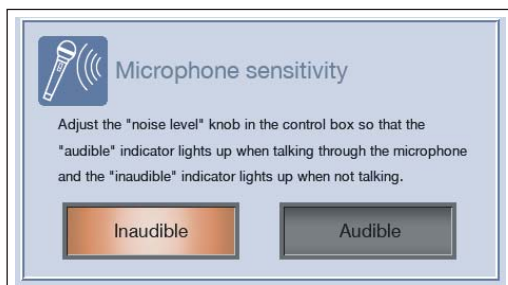 Microphone sensitivity
Adjust the "noise level" knob in the control box so that the
"audible" indicator lights up when talking through the microphone
and the "inaudible" indicator lights up when not talking.
Inaudible
Audible